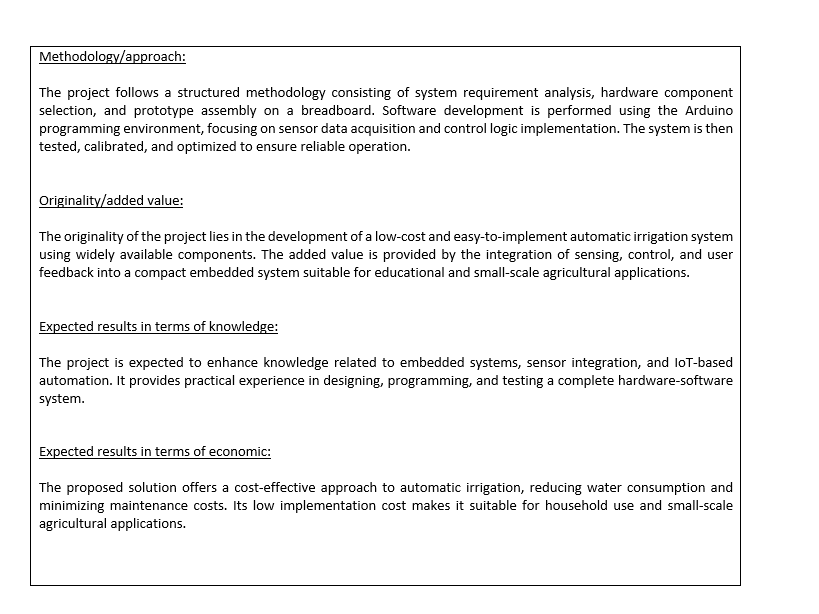 Methodology/approach:
The project follows a structured methodology consisting of system requirement analysis, hardware component
selection, and prototype assembly on a breadboard. Software development is performed using the Arduino
programming environment, focusing on sensor data acquisition and control logic implementation. The system is then
tested, calibrated, and optimized to ensure reliable operation.
Originality/added value:
The originality of the project lies in the development of a low-cost and easy-to-implement automatic irrigation system
using widely available components. The added value is provided by the integration of sensing, control, and user
feedback into a compact embedded system suitable for educational and small-scale agricultural applications.
Expected results in terms of knowledge:
The project is expected to enhance knowledge related to embedded systems, sensor integration, and IoT-based
automation. It provides practical experience in designing, programming, and testing a complete hardware-software
system.
Expected results in terms of economic:
The proposed solution offers a cost-effective approach to automatic irrigation, reducing water consumption and
minimizing maintenance costs. Its low implementation cost makes it suitable for household use and small-scale
agricultural applications.